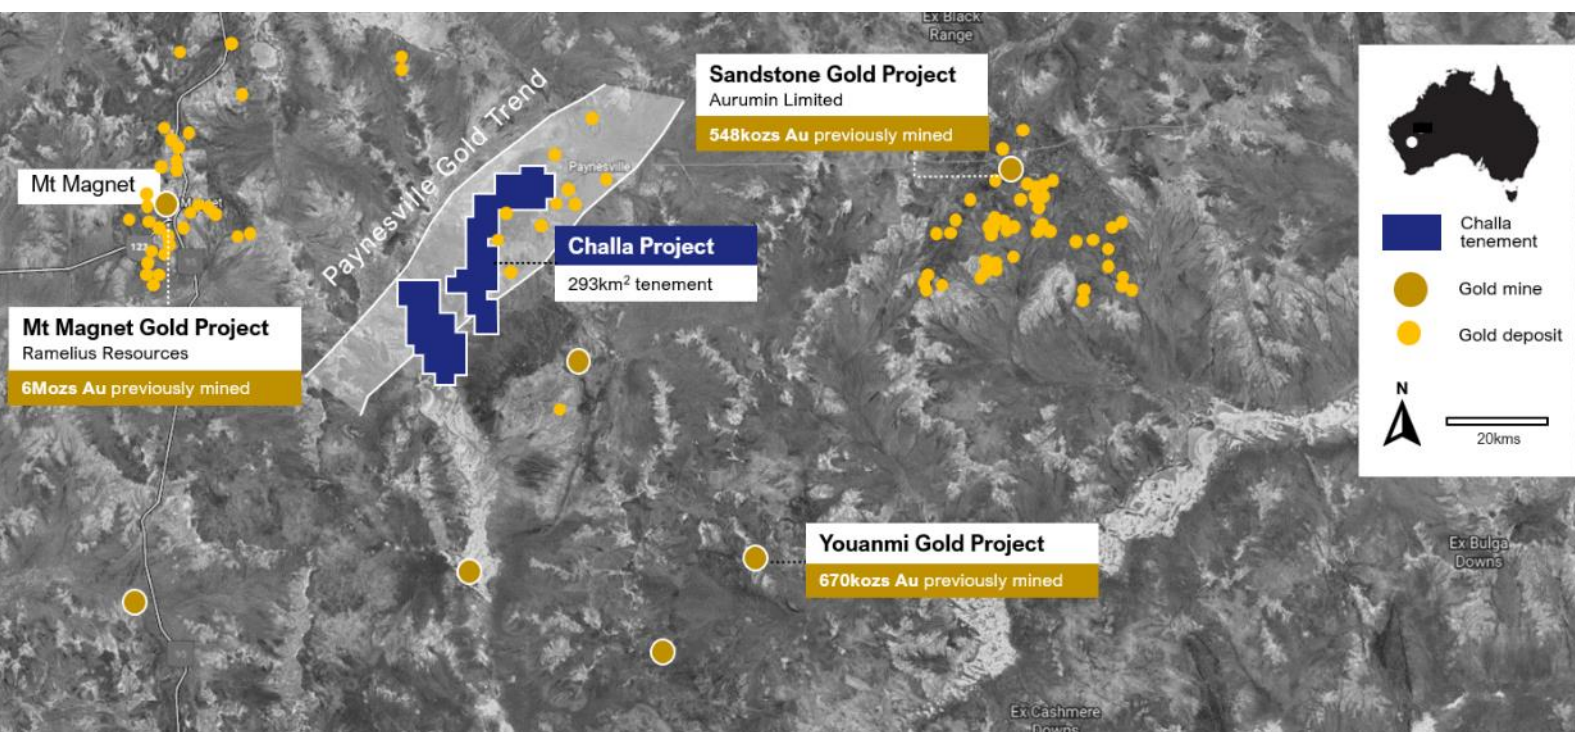 Ex Black
Range
Sandstone Gold Project
Aurumin Limited
548kozs Au previously mined
Paynesville Gold Trend
Paynesville
Mt Magnet
123
Challa Project
293km² tenement
Mt Magnet Gold Project
Ramelius Resources
6Mozs Au previously mined
Youanmi Gold Project
670kozs Au previously mined
Ex Bulga
Downs
Ex Cashmere
Downs
Challa
tenement
Gold mine
Gold deposit
N
20kms